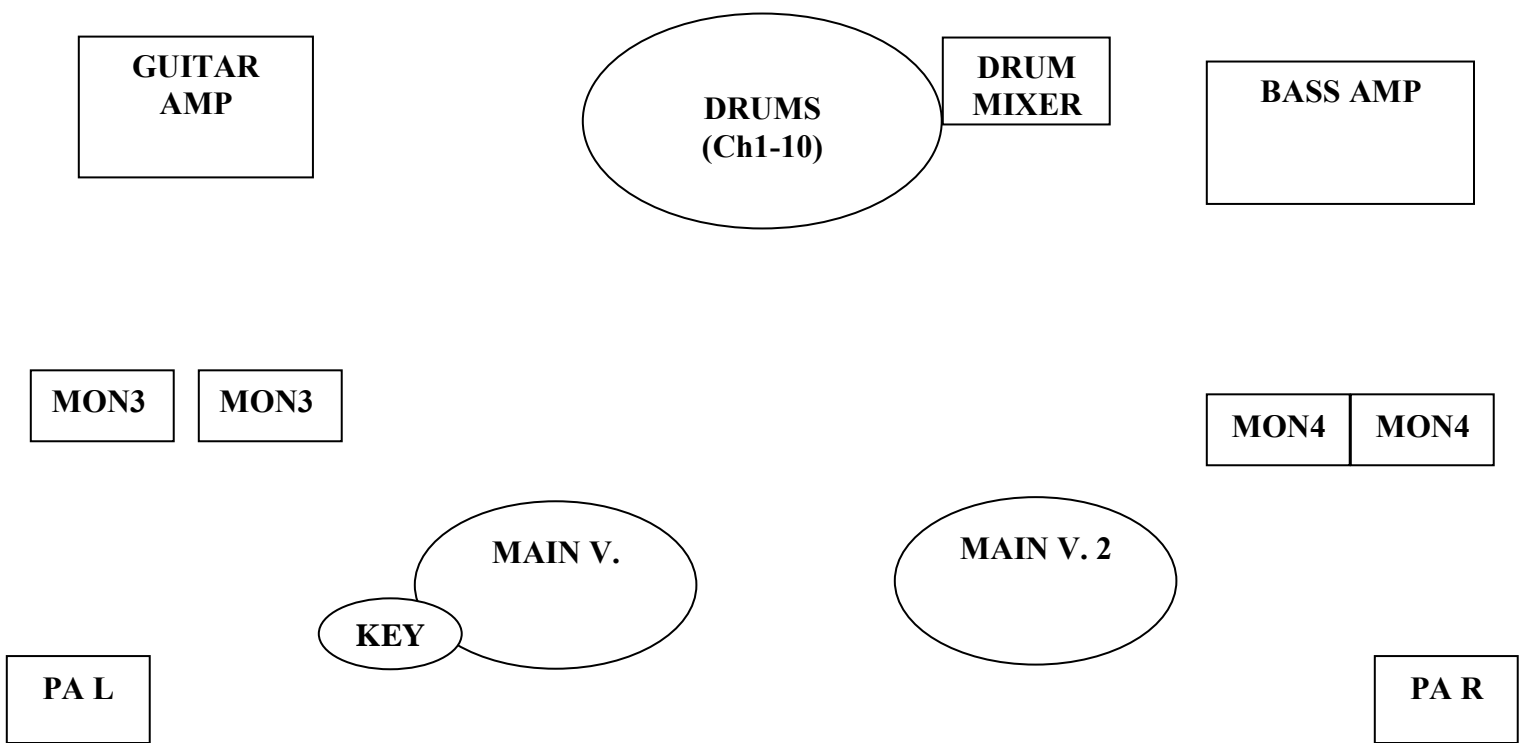 GUITAR
AMP
DRUMS
(Ch1-10)
DRUM
MIXER
BASS AMP
MON3
MON3
MON4
MON4
MAIN V.
MAIN V. 2
KEY
PA L
PA R